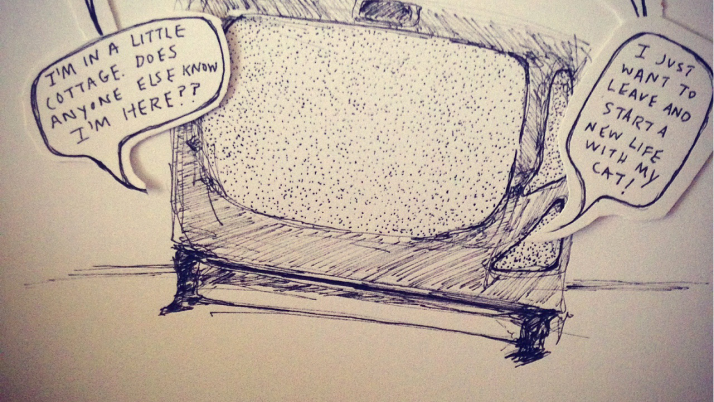 I'M IN A LITTLE
COTTAGE. DOES
ANYONE ELSE KNOW
I'M HERE??
I JUST
WANT TO
LEAVE AND
START A
NEW LIFE
WITH MY
CAT!